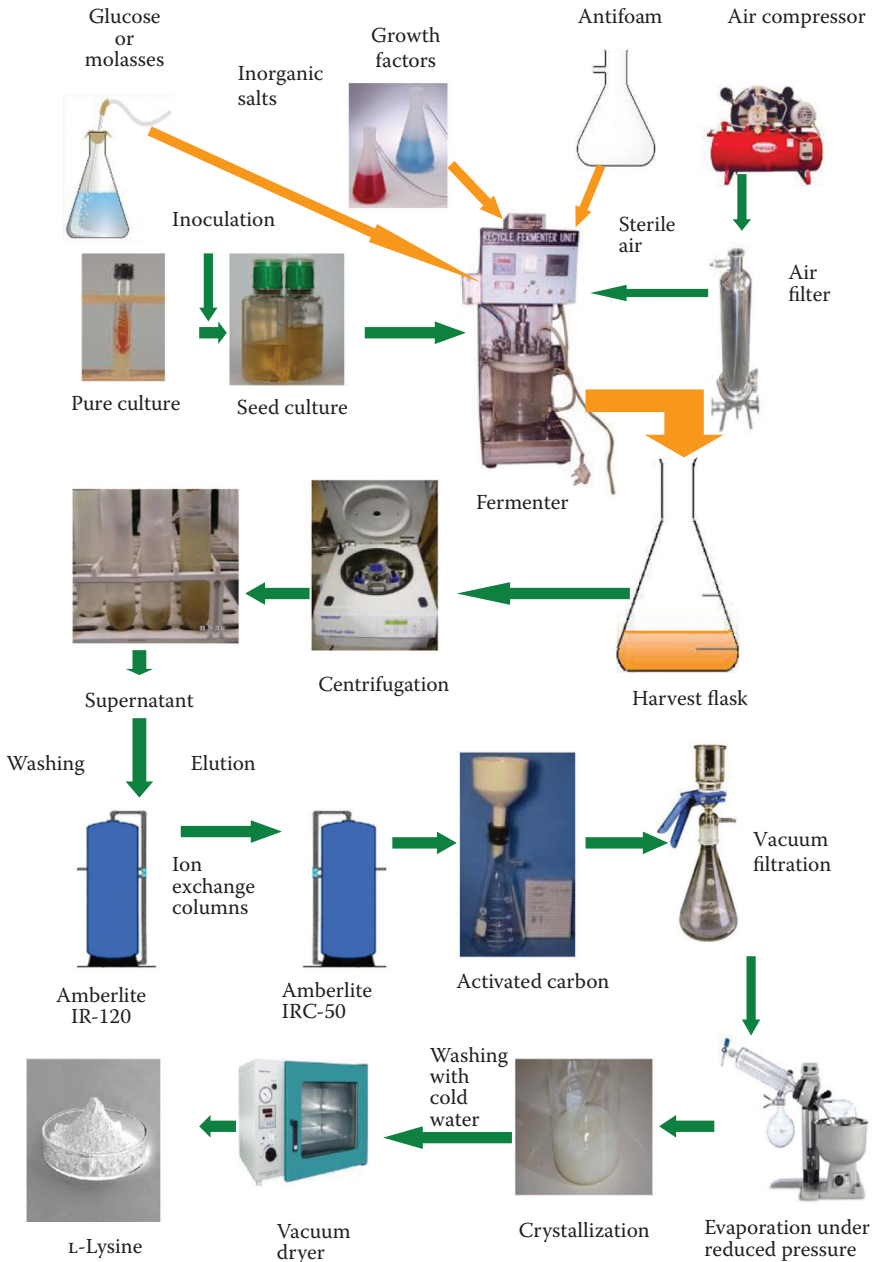 Glucose
or
molasses
Inorganic
salts
Growth
factors
Antifoam
Air compressor
Inoculation
RECYCLE FERMENTER UNIT
Sterile
air
Air
filter
Pure culture
Seed culture
Fermenter
Centrifugation
Harvest flask
Supernatant
Washing
Elution
Ion
exchange
columns
Vacuum
filtration
Amberlite
IR-120
Amberlite
IRC-50
Activated carbon
Washing
with
cold
water
L-Lysine
Vacuum
dryer
Crystallization
Evaporation under
reduced pressure